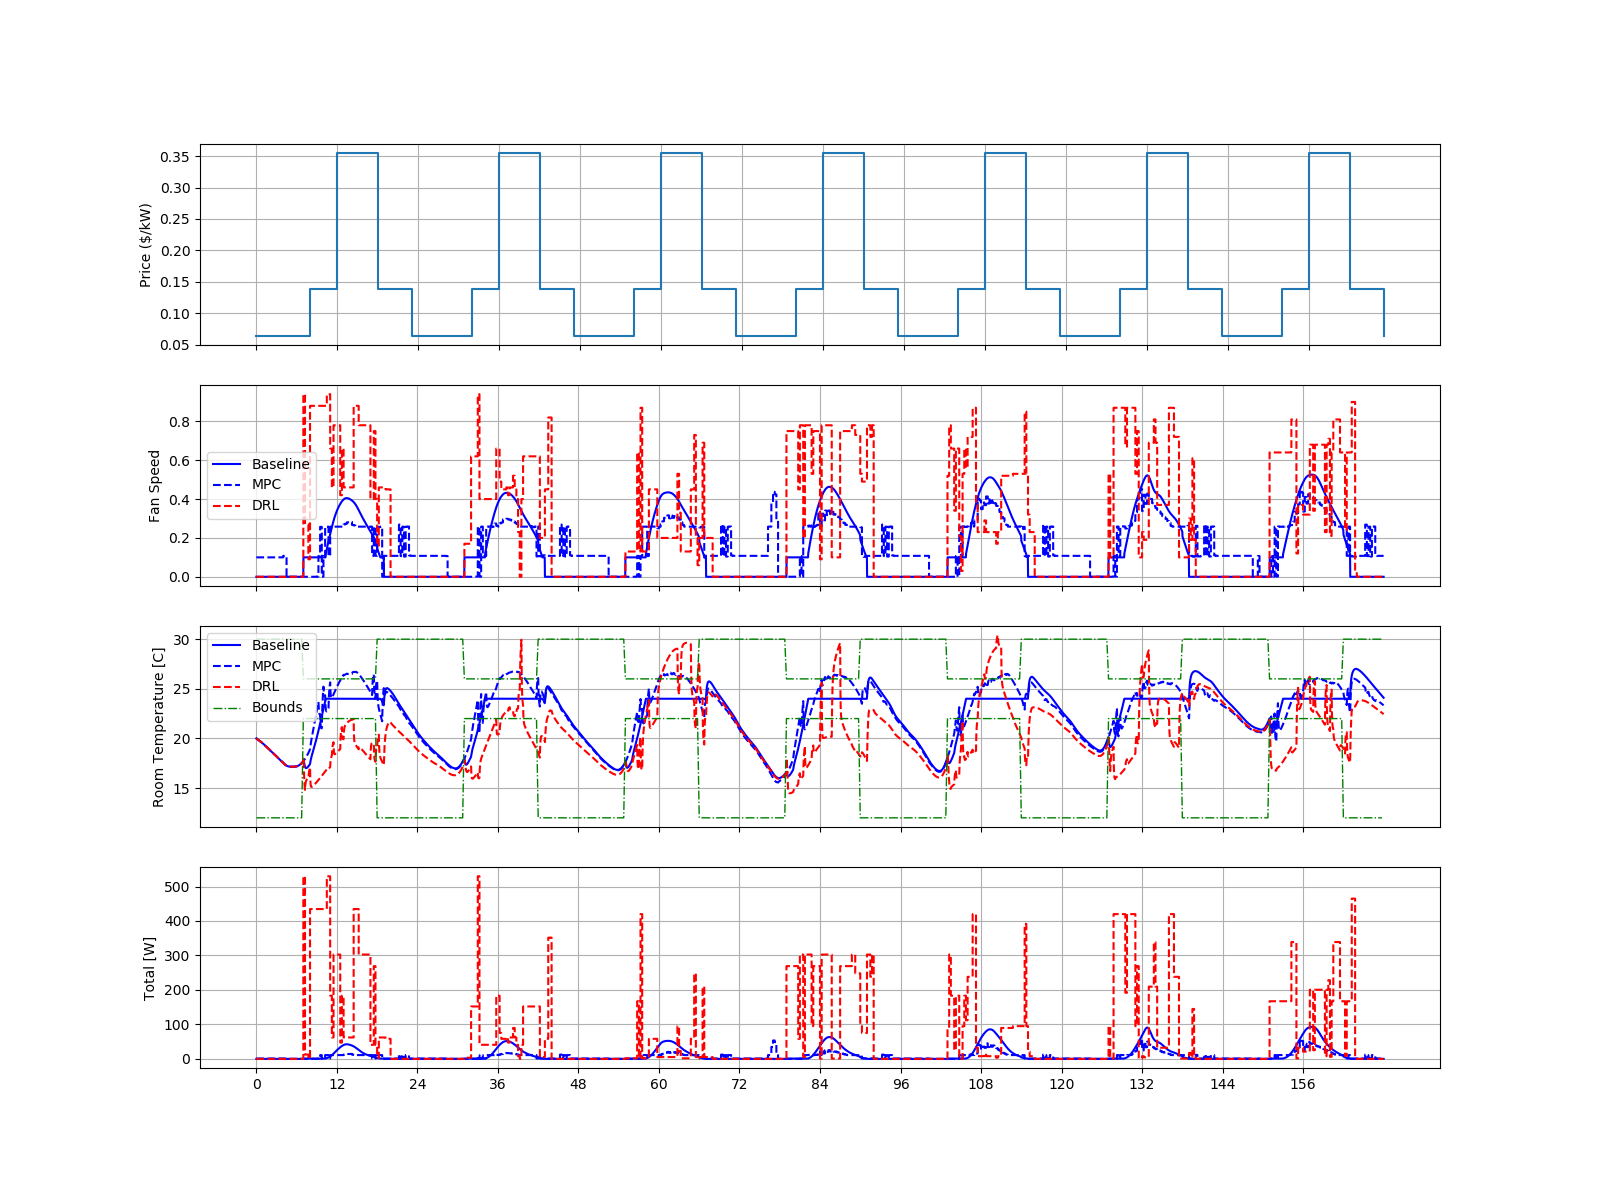 Price ($/kW)
0.35
0.30
0.25
0.20
0.15
0.10
0.05
Fan Speed
0.8
0.6
0.4
0.2
0.0
Baseline
MPC
DRL
Room Temperature [C]
30
25
20
15
Baseline
MPC
DRL
Bounds
Total [W]
500
400
300
200
100
0
0 12 24 36 48 60 72 84 96 108 120 132 144 156